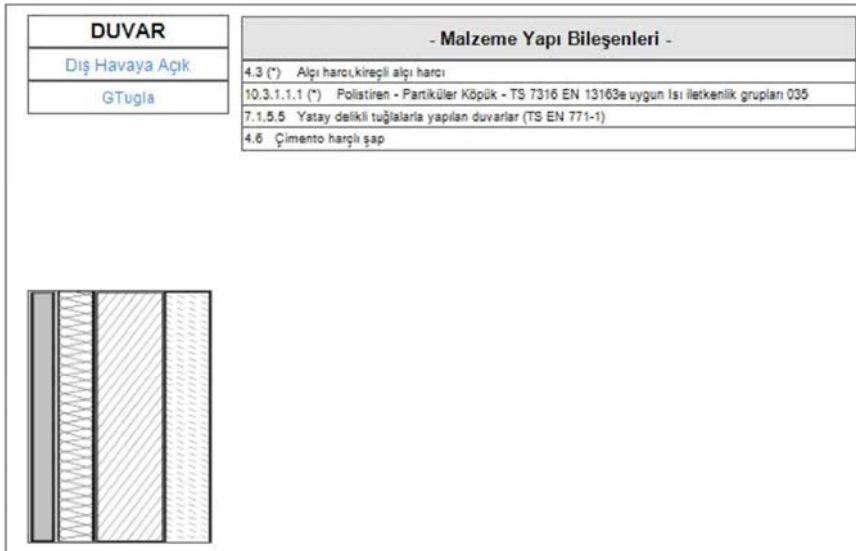 DUVAR
Dış Havaya Açık
GTugla
- Malzeme Yapı Bileşenleri -
4.3 (*) Alçı harcı,kireçli alçı harcı
10.3.1.1.1 (*) Polistiren - Partiküler Köpük - TS 7316 EN 13163e uygun Isı iletkenlik grupları 035
7.1.5.5 Yatay delikli tuğlalarla yapılan duvarlar (TS EN 771-1)
4.6 Çimento harçlı şap